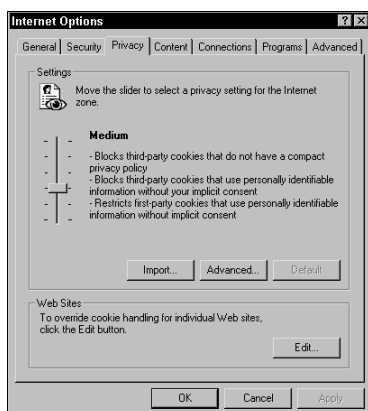 Internet Options
General Security Privacy Content Connections Programs Advanced
Settings
Move the slider to select a privacy setting for the Internet
zone.
Medium
- Blocks third-party cookies that do not have a compact
privacy policy
- Blocks third-party cookies that use personally identifiable
information without your implicit consent
- Restricts first-party cookies that use personally identifiable
information without implicit consent
Import... Advanced... Default
Web Sites
To override cookie handling for individual Web sites,
click the Edit button.
Edit...
OK Cancel Apply